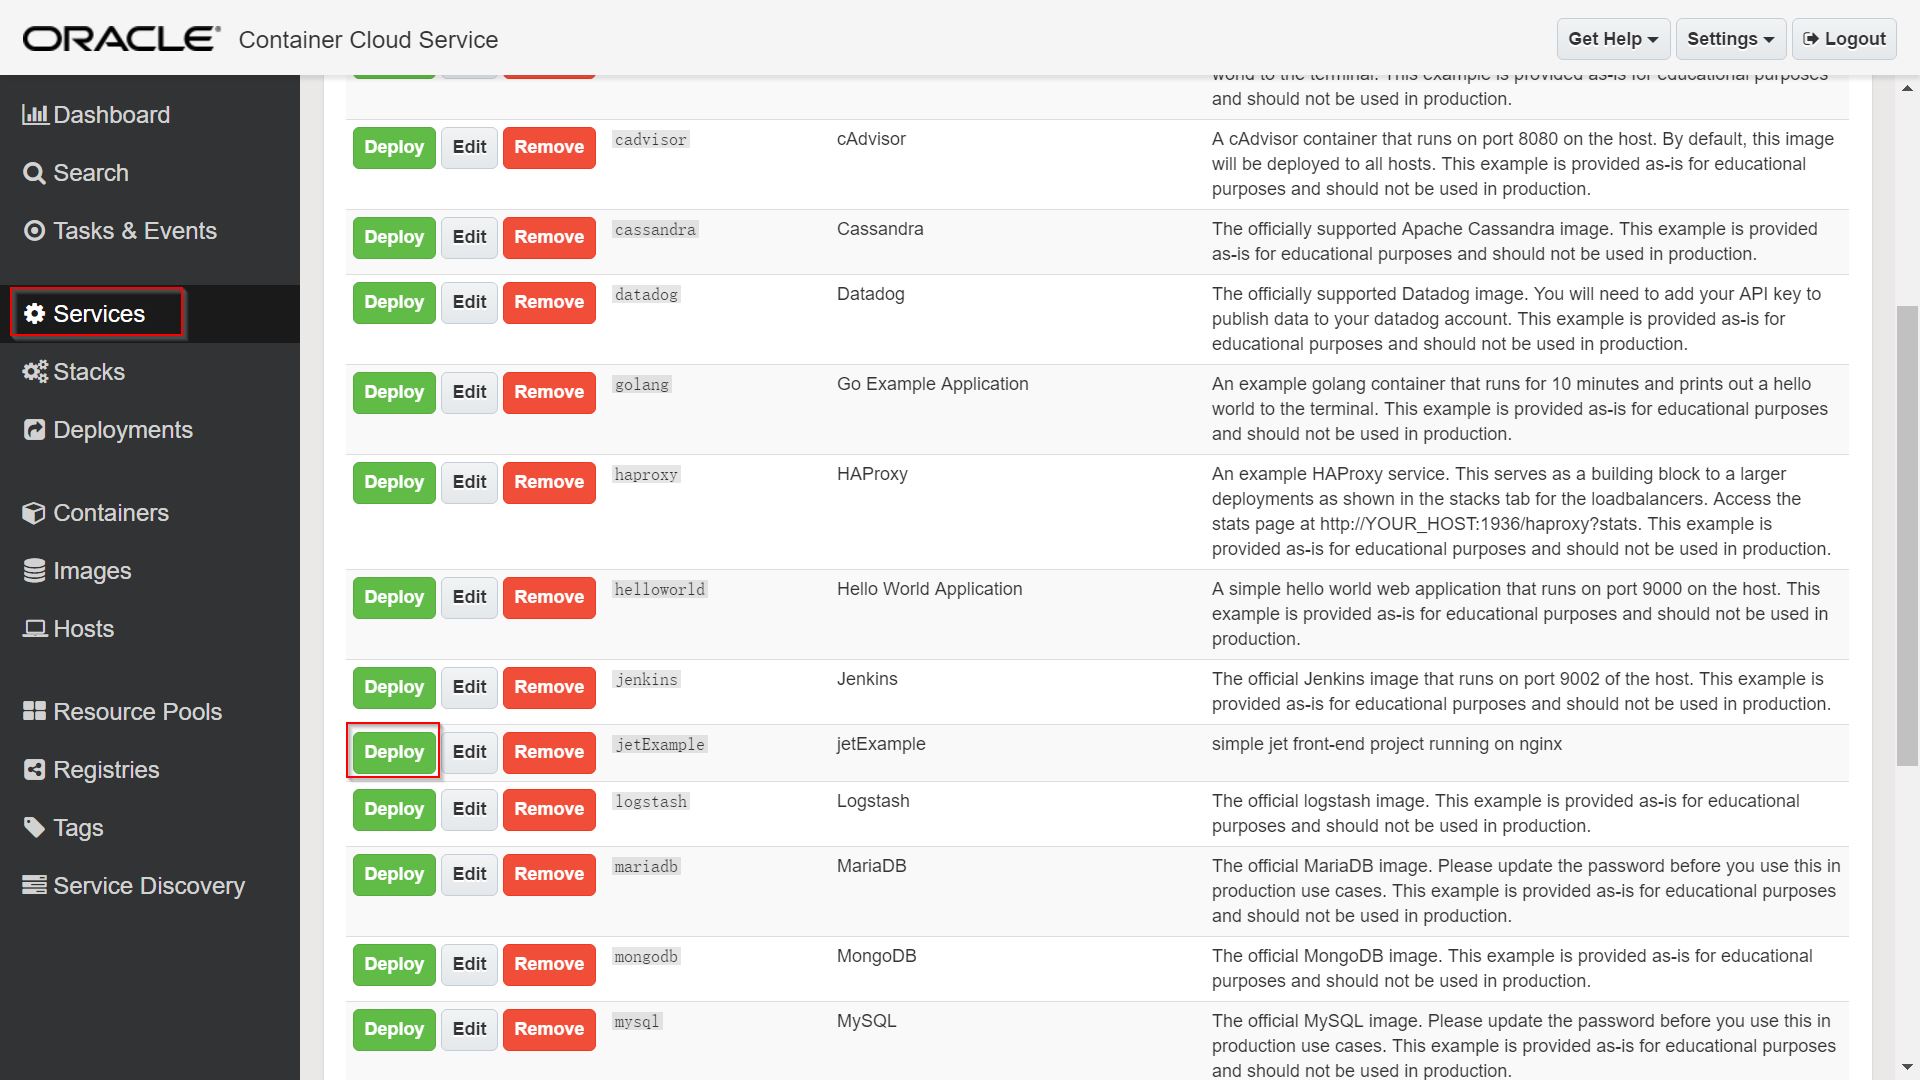 ORACLE® Container Cloud Service
Get Help
Settings
Logout
Dashboard
Search
Tasks & Events
Services
Stacks
Deployments
Containers
Images
Hosts
Resource Pools
Registries
Tags
Service Discovery
world to the terminal. This example is provided as-is for educational purposes
and should not be used in production.
Deploy Edit Remove cadvisor cAdvisor A cAdvisor container that runs on port 8080 on the host. By default, this image
will be deployed to all hosts. This example is provided as-is for educational
purposes and should not be used in production.
Deploy Edit Remove cassandra Cassandra The officially supported Apache Cassandra image. This example is provided
as-is for educational purposes and should not be used in production.
Deploy Edit Remove datadog Datadog The officially supported Datadog image. You will need to add your API key to
publish data to your datadog account. This example is provided as-is for
educational purposes and should not be used in production.
Deploy Edit Remove golang Go Example Application An example golang container that runs for 10 minutes and prints out a hello
world to the terminal. This example is provided as-is for educational purposes
and should not be used in production.
Deploy Edit Remove haproxy HAProxy An example HAProxy service. This serves as a building block to a larger
deployments as shown in the stacks tab for the loadbalancers. Access the
stats page at http://YOUR_HOST:1936/haproxy?stats. This example is
provided as-is for educational purposes and should not be used in production.
Deploy Edit Remove helloworld Hello World Application A simple hello world web application that runs on port 9000 on the host. This
example is provided as-is for educational purposes and should not be used in
production.
Deploy Edit Remove jenkins Jenkins The official Jenkins image that runs on port 9002 of the host. This example is
provided as-is for educational purposes and should not be used in production.
Deploy Edit Remove jetExample jetExample simple jet front-end project running on nginx
Deploy Edit Remove logstash Logstash The official logstash image. This example is provided as-is for educational
purposes and should not be used in production.
Deploy Edit Remove mariadb MariaDB The official MariaDB image. Please update the password before you use this in
production use cases. This example is provided as-is for educational purposes
and should not be used in production.
Deploy Edit Remove mongodb MongoDB The official MongoDB image. This example is provided as-is for educational
purposes and should not be used in production.
Deploy Edit Remove mysql MySQL The official MySQL image. Please update the password before you use this in
production use cases. This example is provided as-is for educational purposes
and should not be used in production.